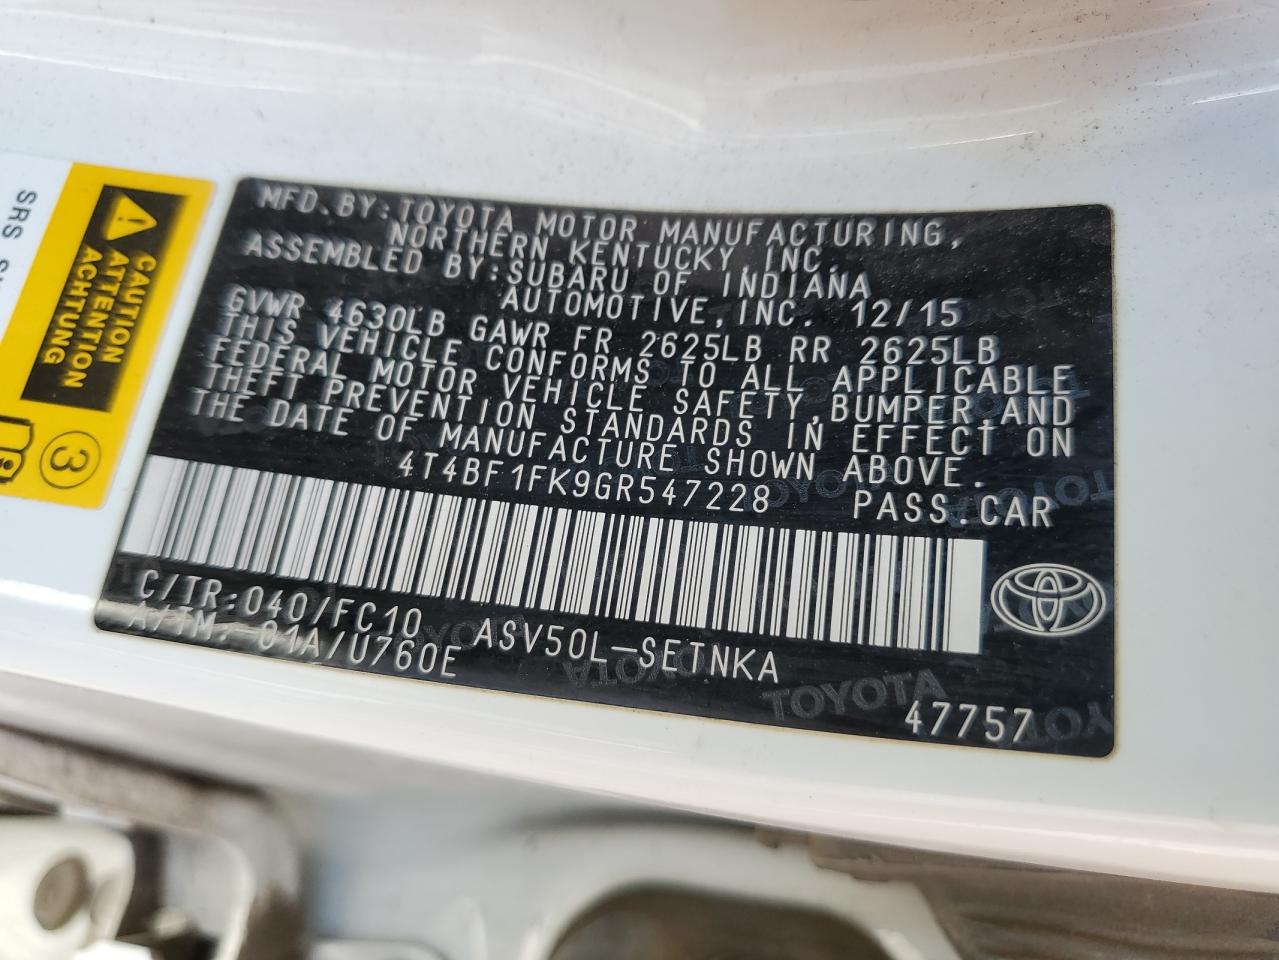 MFD. BY: TOYOTA MOTOR MANUFACTURING,
NORTHERN KENTUCKY, INC.
ASSEMBLED BY: SUBARU OF INDIANA
AUTOMOTIVE, INC. 12/15
GVWR 4630LB GAWR FR 2625LB RR 2625LB
THIS VEHICLE CONFORMS TO ALL APPLICABLE
FEDERAL MOTOR VEHICLE SAFETY, BUMPER, AND
THEFT PREVENTION STANDARDS IN EFFECT ON
THE DATE OF MANUFACTURE SHOWN ABOVE.
4T4BF1FK9GR547228 PASS.CAR
C/TR:040/FC10 ASV50L-SETNKA
A/TM: 01A/U760E
TOYOTA
47757
CAUTION
ATTENTION
ACHTUNG
3
SRS